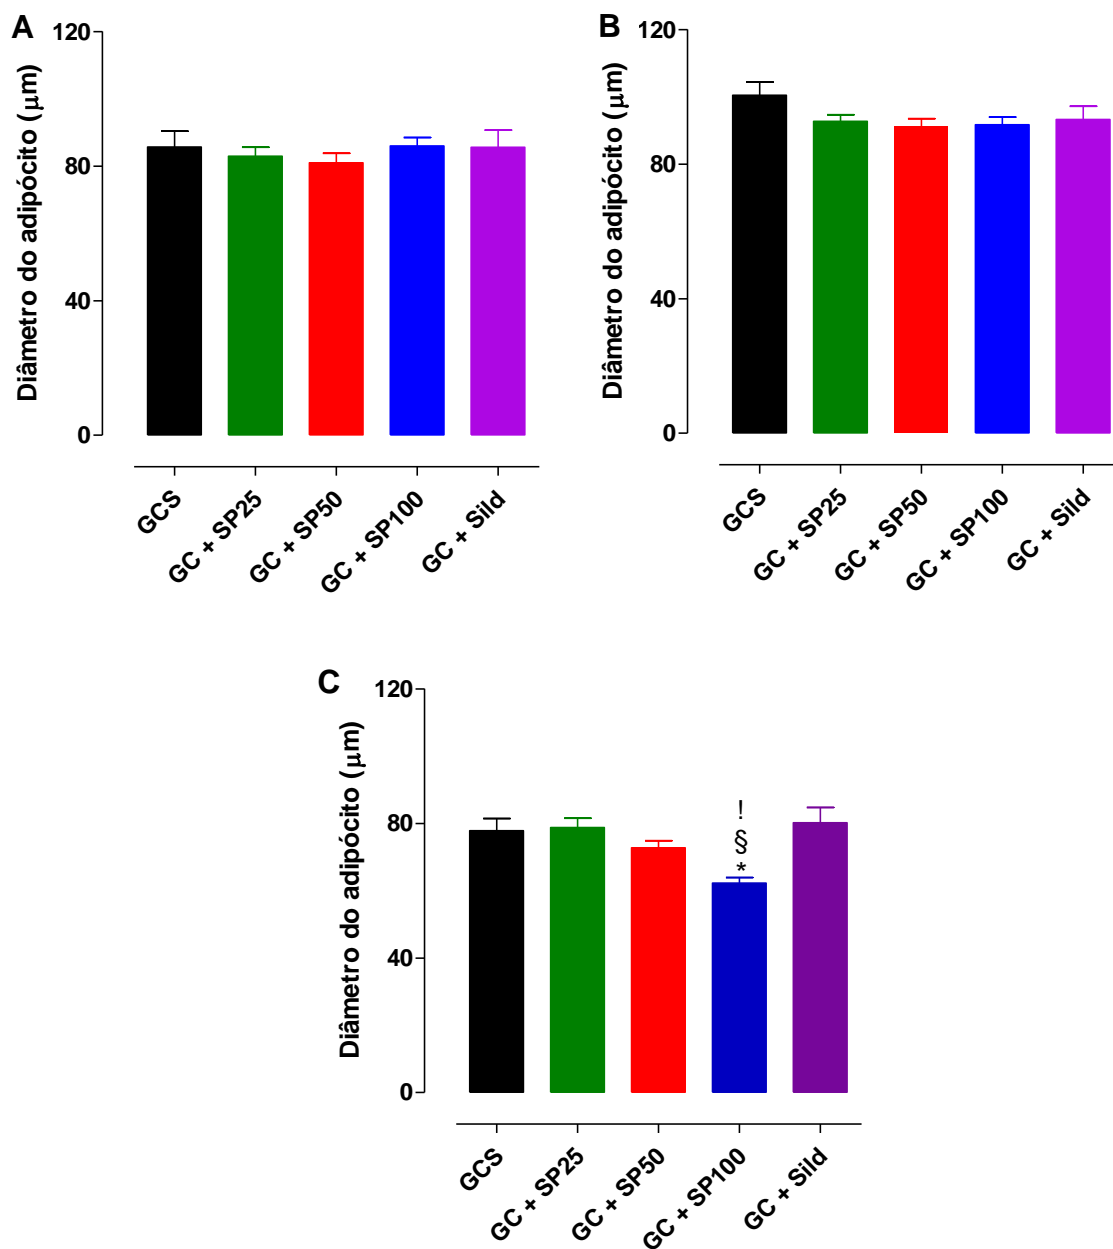 A
Diâmetro do adipócito (μm)
120
80
40
0
GCS
GC + SP25
GC + SP50
GC + SP100
GC + Sild
B
Diâmetro do adipócito (μm)
120
80
40
0
GCS
GC + SP25
GC + SP50
GC + SP100
GC + Sild
C
Diâmetro do adipócito (μm)
120
80
40
0
!
§
*
GCS
GC + SP25
GC + SP50
GC + SP100
GC + Sild